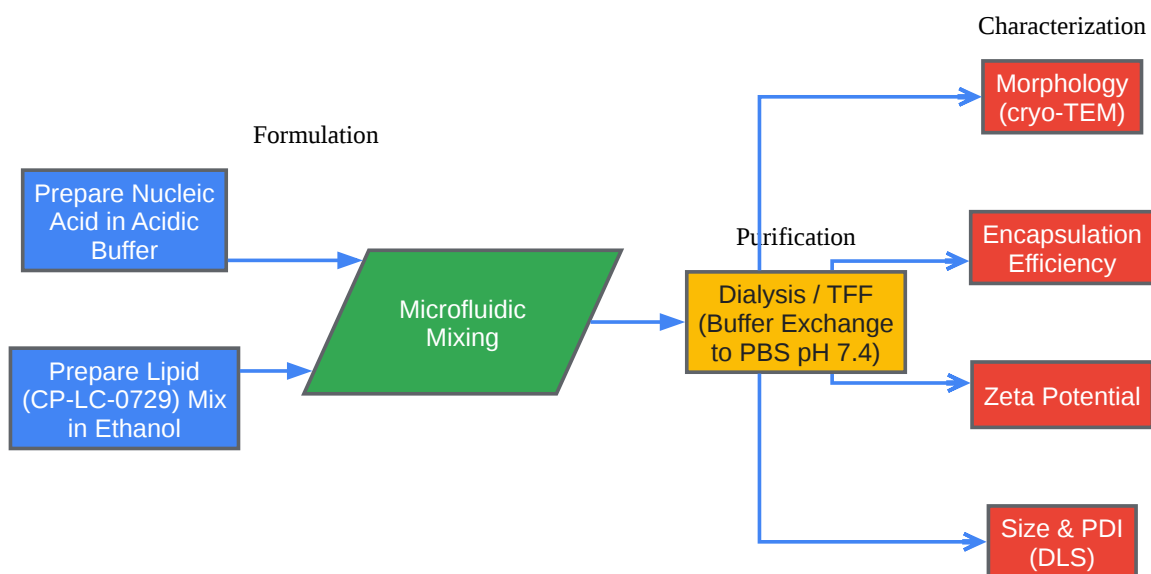 Characterization
Morphology
(cryo-TEM)
Formulation
Prepare Nucleic
Acid in Acidic
Buffer
Purification
Encapsulation
Efficiency
Microfluidic
Mixing
Dialysis / TFF
(Buffer Exchange
to PBS pH 7.4)
Prepare Lipid
(CP-LC-0729) Mix
in Ethanol
Zeta Potential
Size & PDI
(DLS)